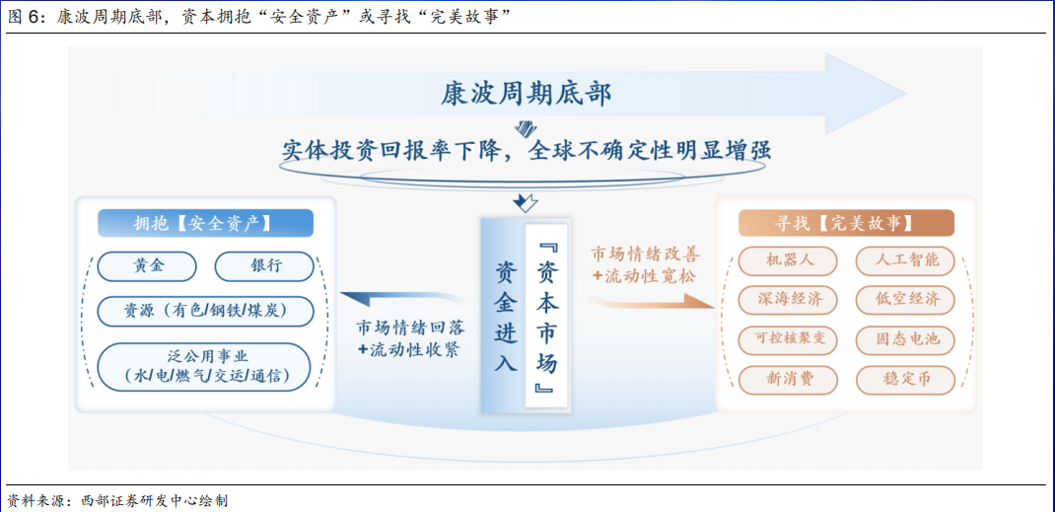 图 6：康波周期底部，资本拥抱“安全资产”或寻找“完美故事”
康波周期底部
实体投资回报率下降，全球不确定性明显增强
拥抱【安全资产】
黄金
银行
资源（有色/钢铁/煤炭）
泛公用事业
（水/电/燃气/交运/通信）
市场情绪回落
+流动性收紧
资金进入
『资本市场』
市场情绪改善
+流动性宽松
寻找【完美故事】
机器人
人工智能
深海经济
低空经济
可控核聚变
固态电池
新消费
稳定币
资料来源：西部证券研发中心绘制